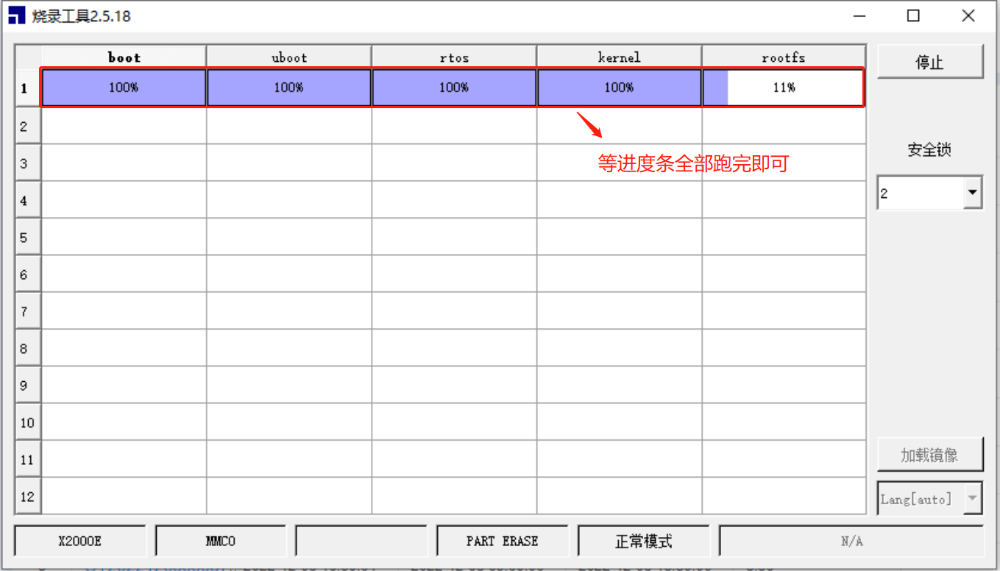 烧录工具2.5.18
boot uboot rtos kernel rootfs 停止
1 100% 100% 100% 100% 11%
2
安全锁
3 等进度条全部跑完即可
4 2
5
6
7
8
9
10
11 加载镜像
12 Lang[auto]
X2000E MMC0 PART ERASE 正常模式 N/A